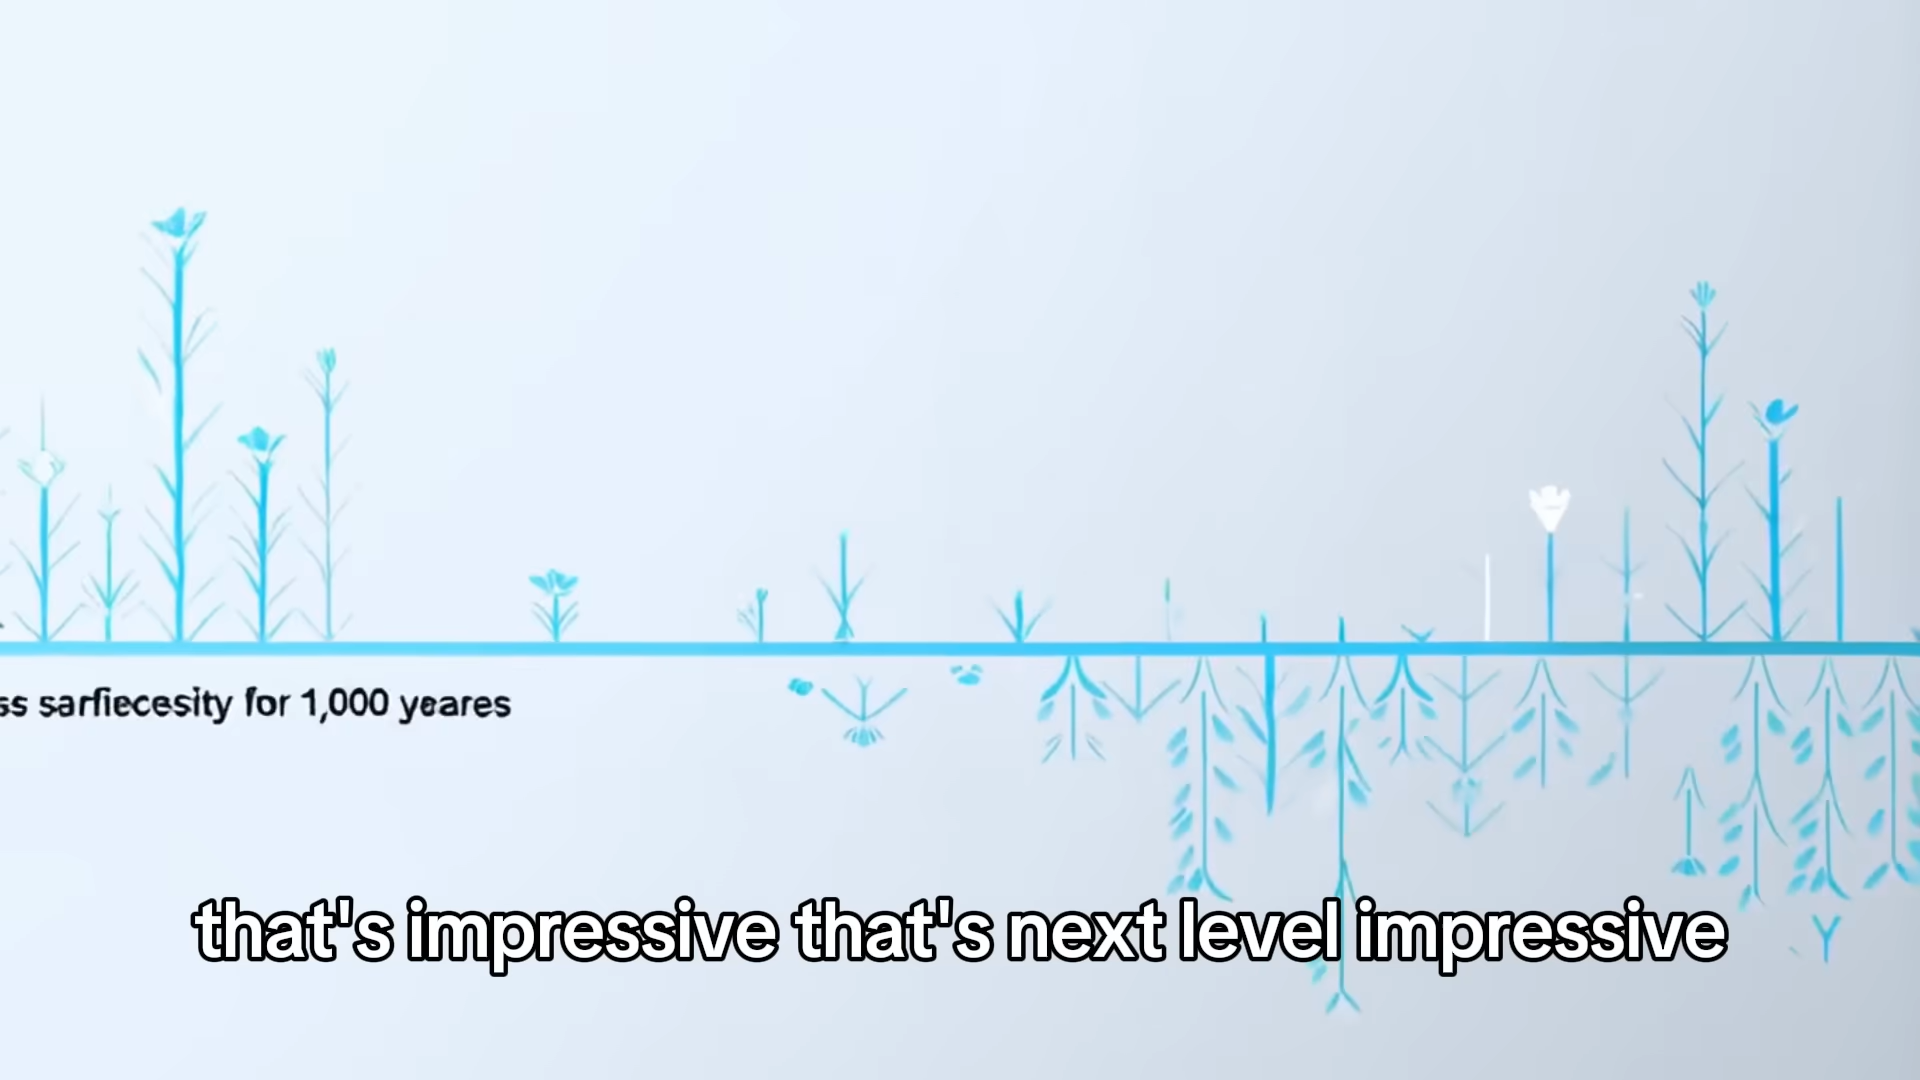 ss sarfiecesity for 1,000 yeares
that's impressive that's next level impressive